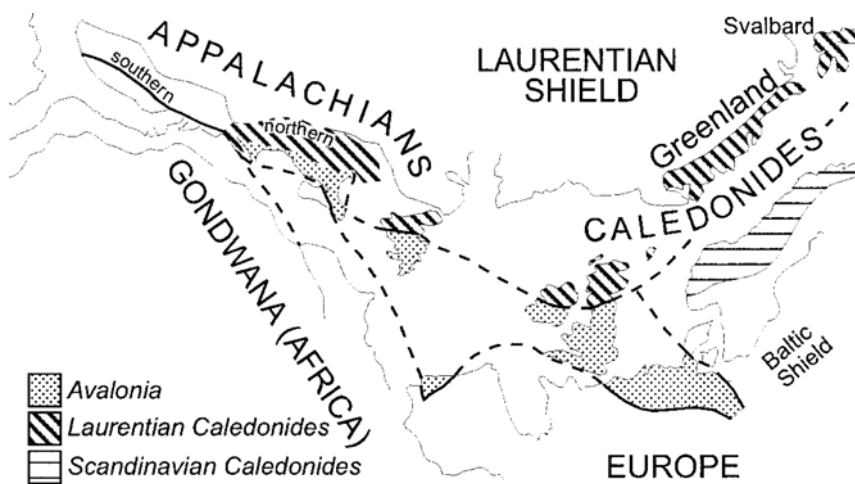 Svalbard
APPALACHIANS
LAURENTIAN
SHIELD
southern
northern
Greenland
CALEDONIDES
GONDWANA (AFRICA)
Baltic
Shield
Avalonia
Laurentian Caledonides
Scandinavian Caledonides
EUROPE